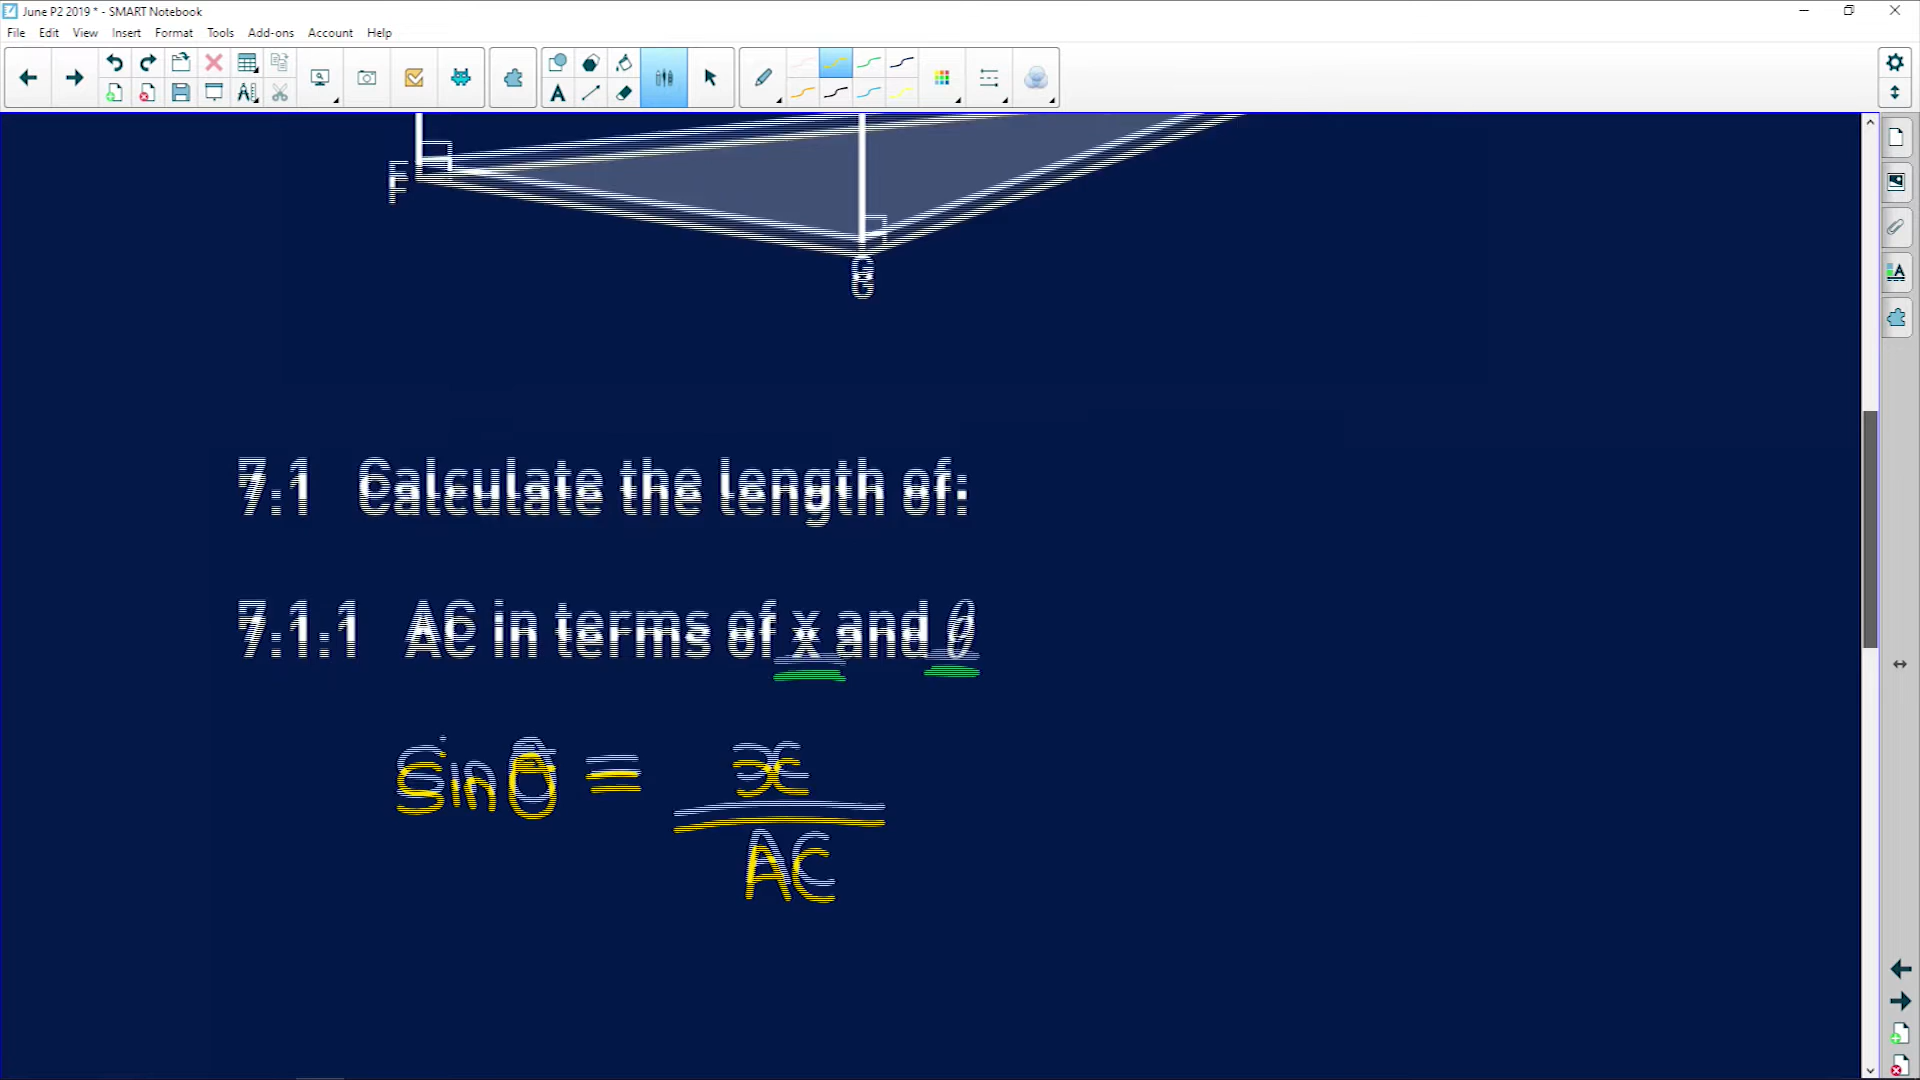 June P2 2019 * - SMART Notebook
File Edit View Insert Format Tools Add-ons Account Help
F
G
7.1 Calculate the length of:
7.1.1 AC in terms of x and θ
sin θ = x
AC